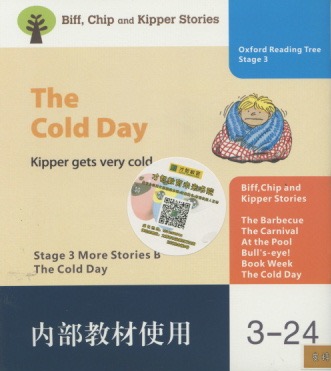 Biff, Chip and Kipper Stories
Oxford Reading Tree
Stage 3
The
Cold Day
Kipper gets very cold
Biff,Chip and
Kipper Stories
The Barbecue
The Carnival
At the Pool
Bull's-eye!
Book Week
The Cold Day
Stage 3 More Stories B
The Cold Day
内部教材使用
3-24